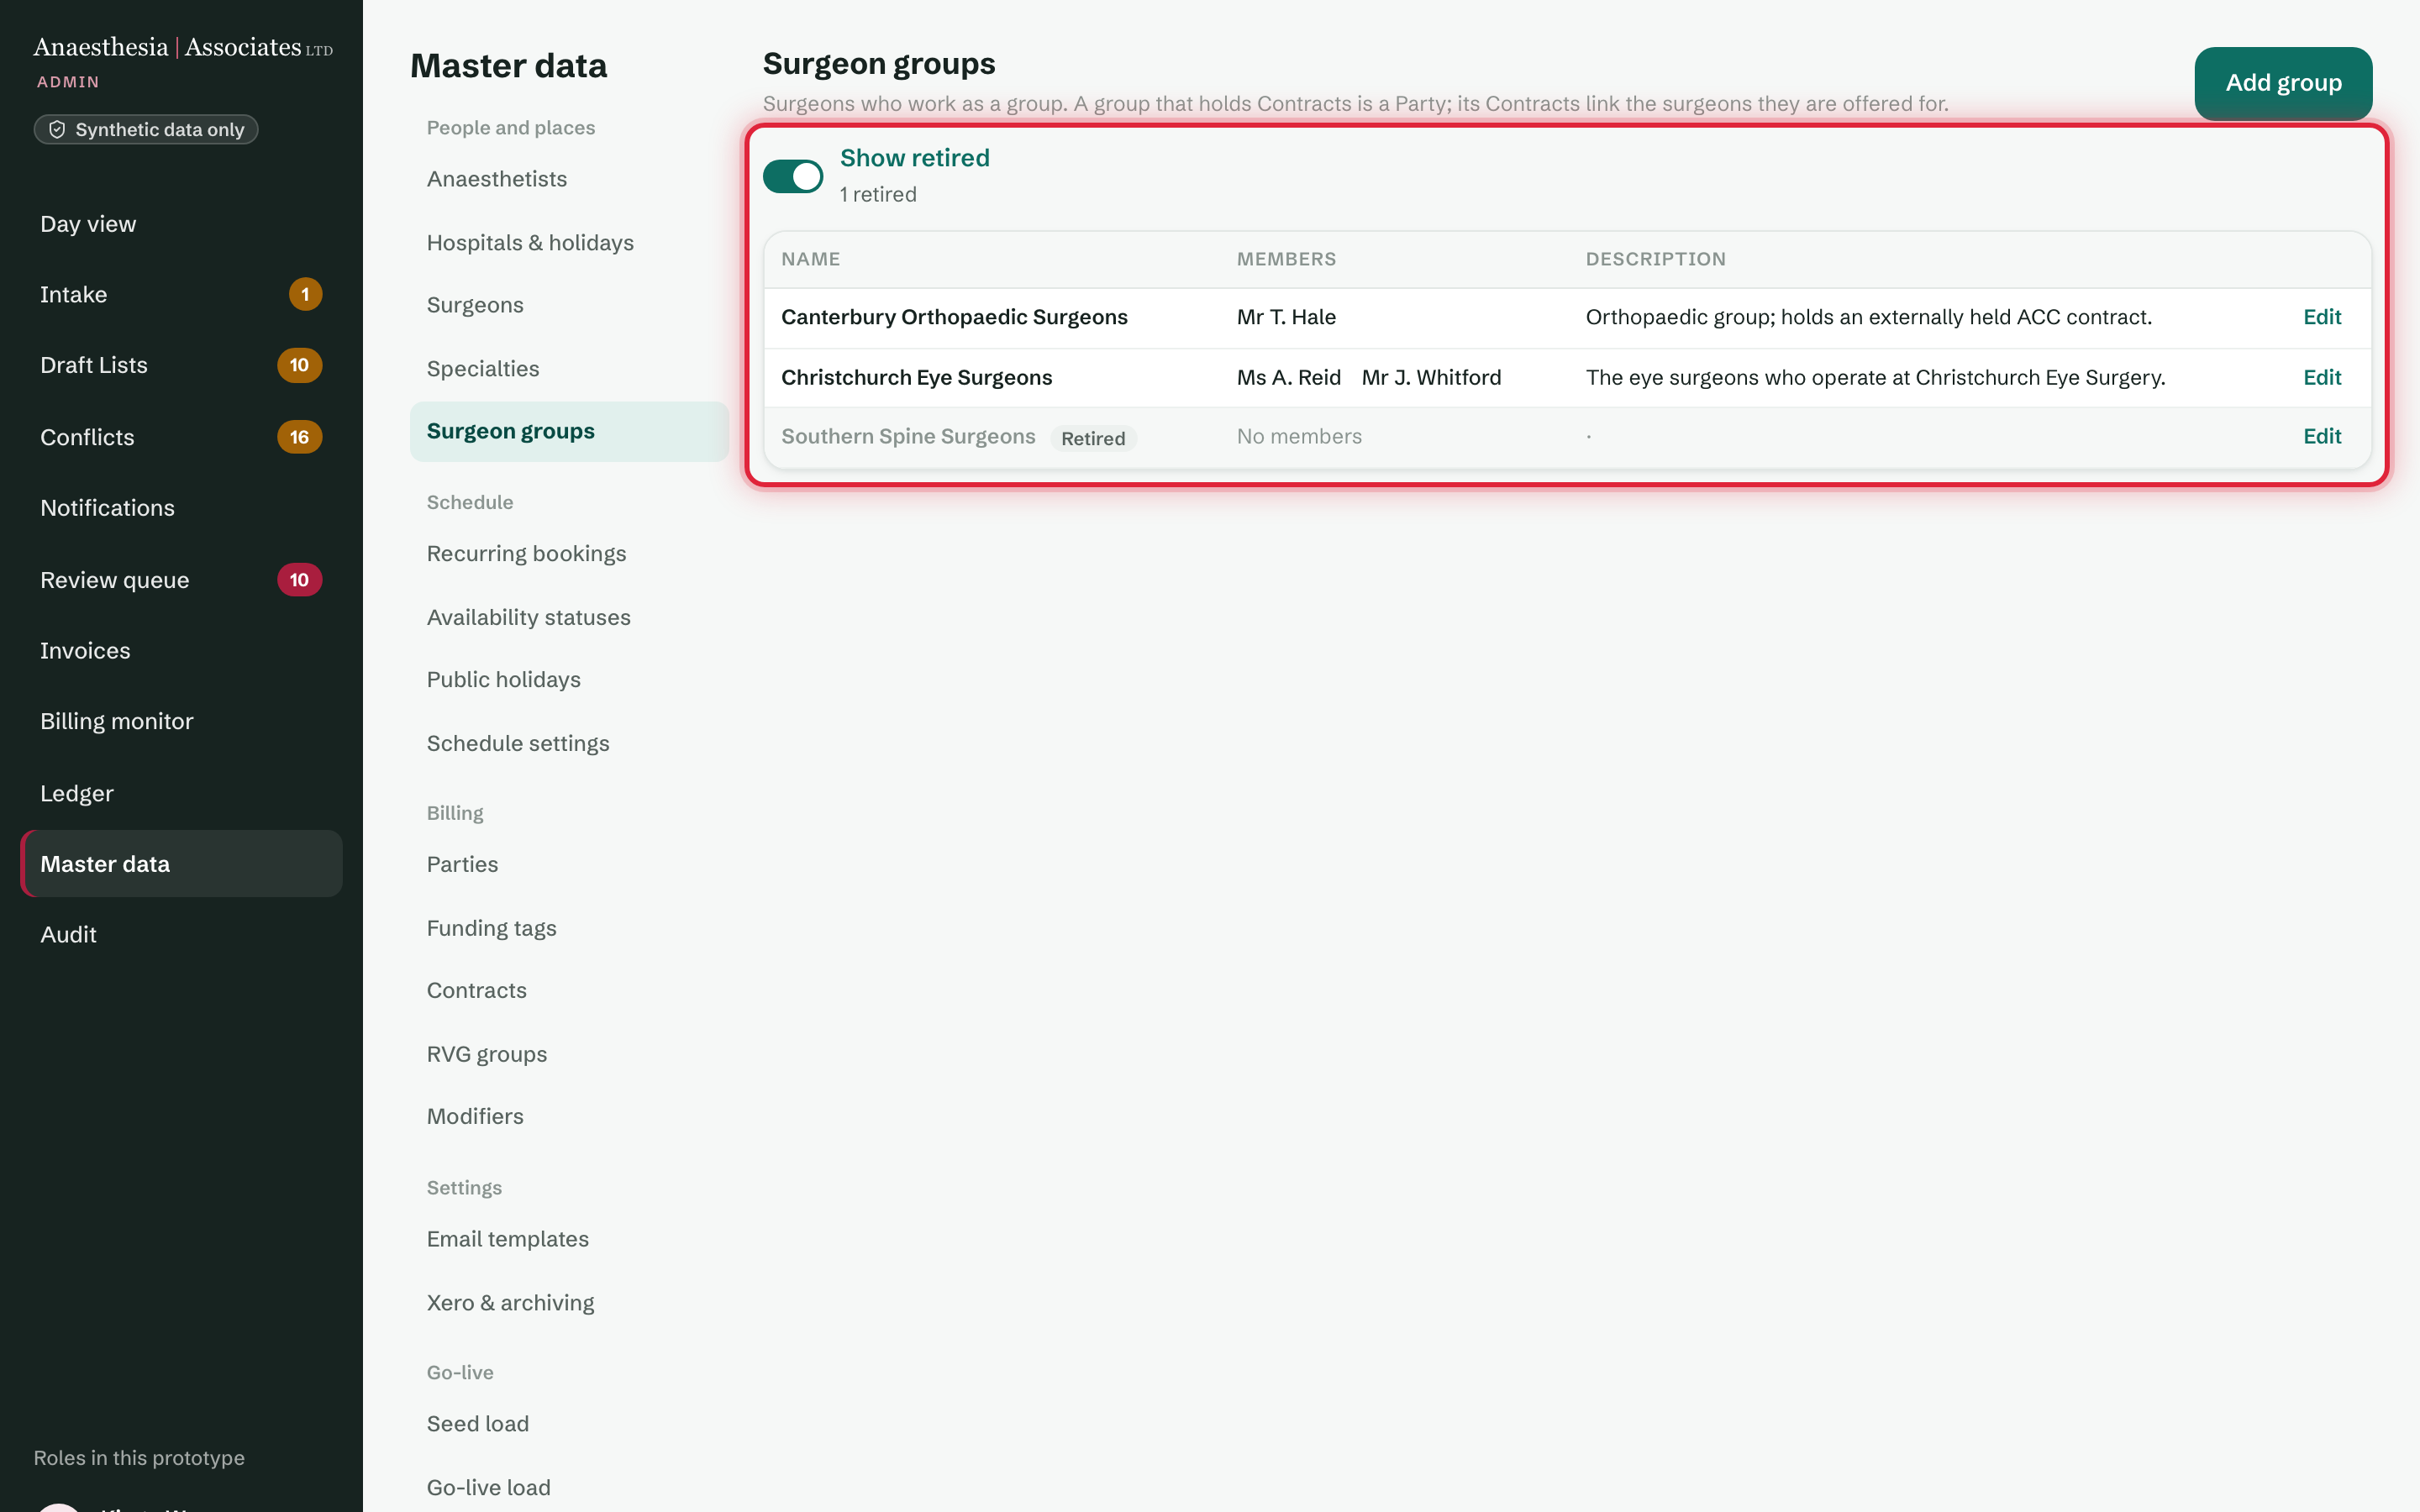 Anaesthesia | Associates LTD
ADMIN
Synthetic data only
Day view
Intake 1
Draft Lists 10
Conflicts 16
Notifications
Review queue 10
Invoices
Billing monitor
Ledger
Master data
Audit
Roles in this prototype
Master data
People and places
Anaesthetists
Hospitals & holidays
Surgeons
Specialties
Surgeon groups
Schedule
Recurring bookings
Availability statuses
Public holidays
Schedule settings
Billing
Parties
Funding tags
Contracts
RVG groups
Modifiers
Settings
Email templates
Xero & archiving
Go-live
Seed load
Go-live load
Surgeon groups
Surgeons who work as a group. A group that holds Contracts is a Party; its Contracts link the surgeons they are offered for.
Add group
Show retired
1 retired
NAME MEMBERS DESCRIPTION
Canterbury Orthopaedic Surgeons Mr T. Hale Orthopaedic group; holds an externally held ACC contract. Edit
Christchurch Eye Surgeons Ms A. Reid Mr J. Whitford The eye surgeons who operate at Christchurch Eye Surgery. Edit
Southern Spine Surgeons Retired No members · Edit